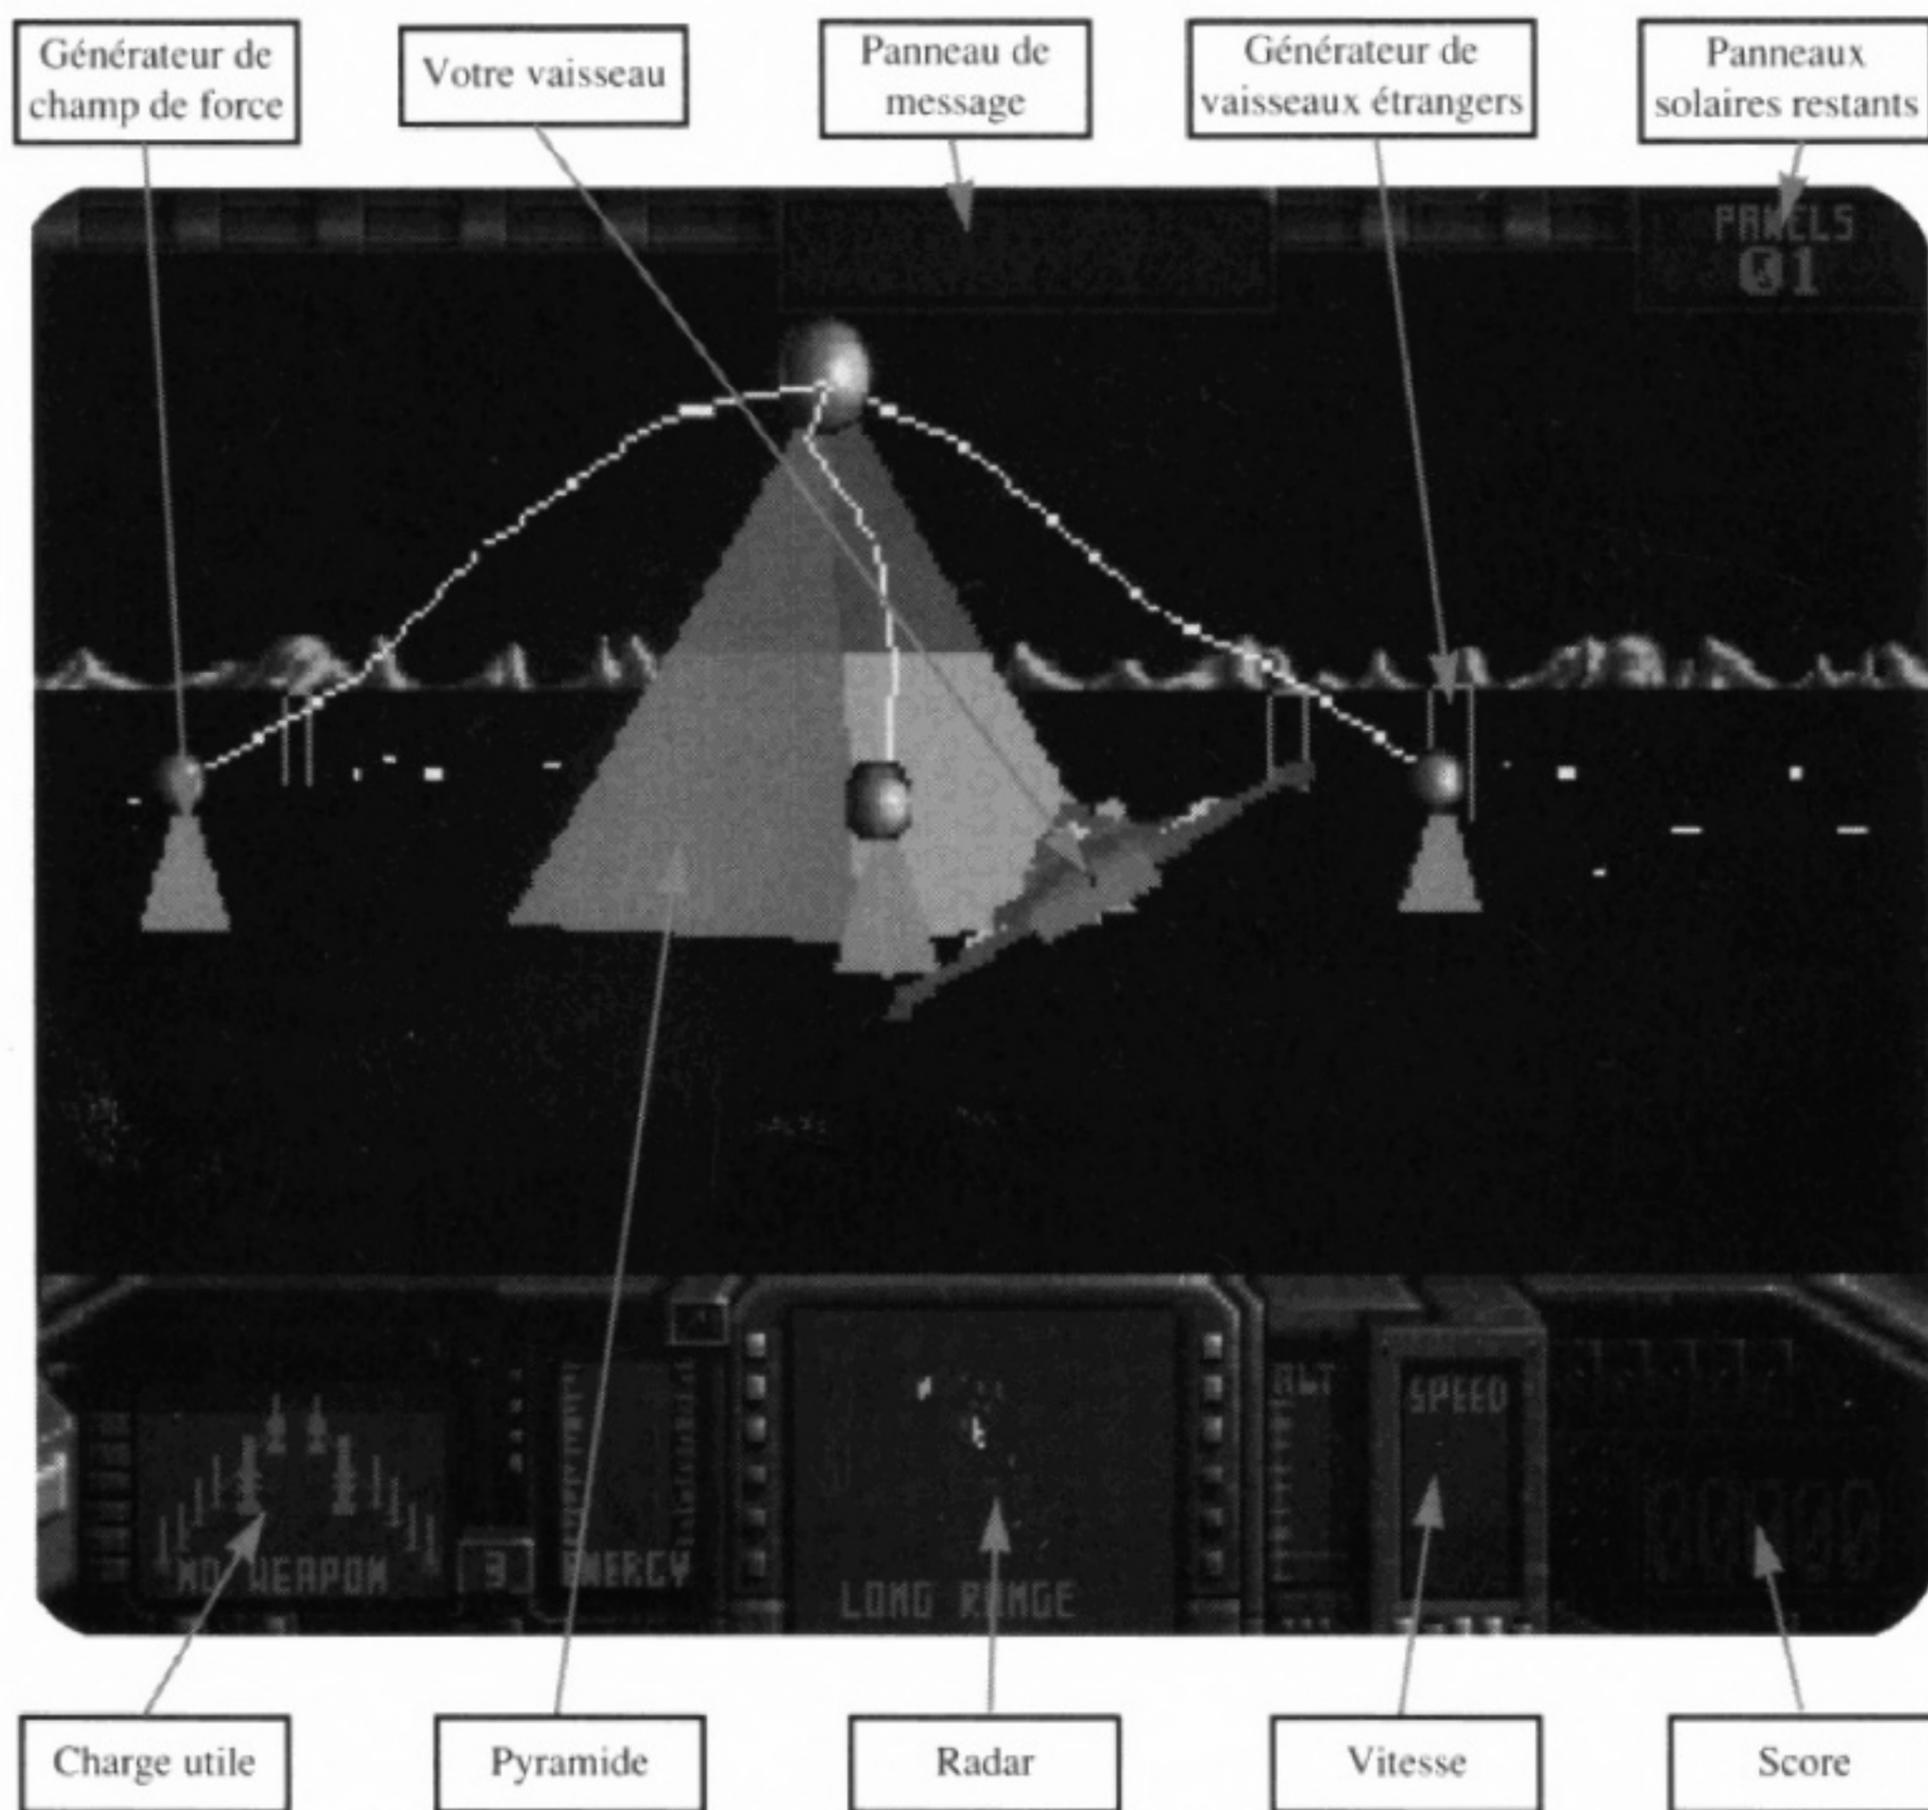 Générateur de
champ de force
Votre vaisseau
Panneau de
message
Générateur de
vaisseaux étrangers
Panneaux
solaires restants
PANELS
01
ALT
SPEED
NO WEAPON
3
ENERGY
LONG RANGE
00000
Charge utile
Pyramide
Radar
Vitesse
Score